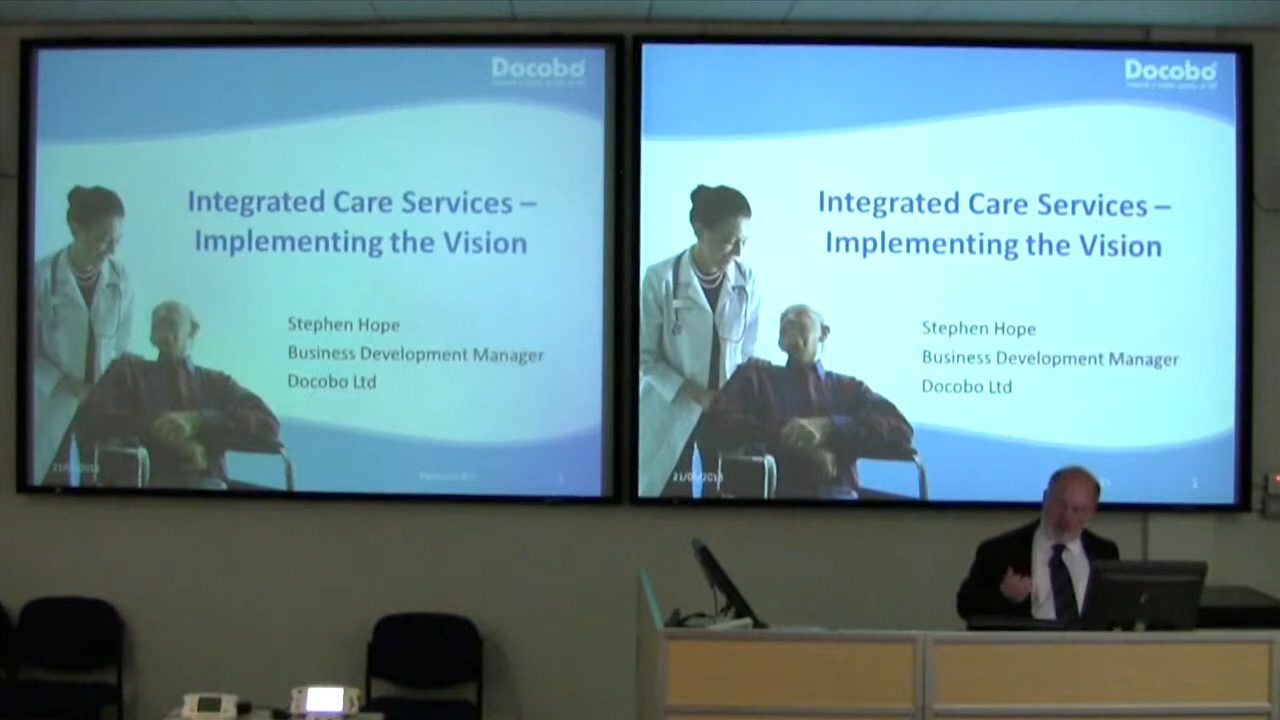 Docobo
Integrated Care Services –
Implementing the Vision
Stephen Hope
Business Development Manager
Docobo Ltd
Docobo
Integrated Care Services –
Implementing the Vision
Stephen Hope
Business Development Manager
Docobo Ltd
1